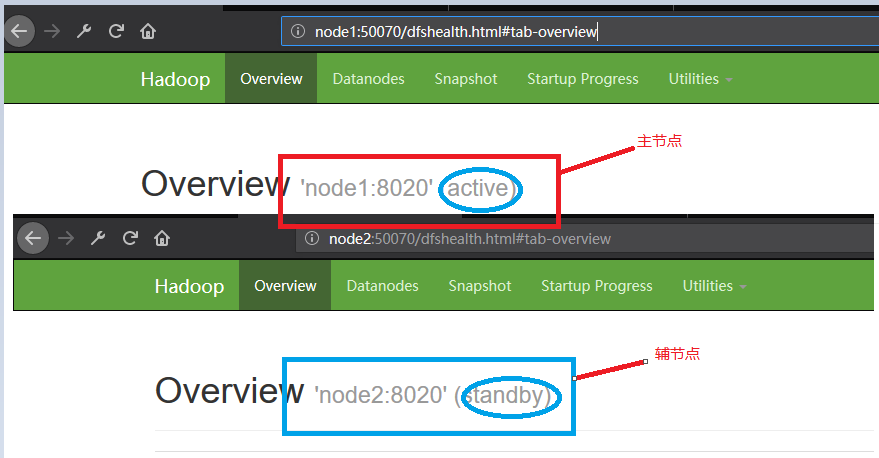 node1:50070/dfshealth.html#tab-overview
Hadoop Overview Datanodes Snapshot Startup Progress Utilities
主节点
Overview 'node1:8020' (active)
node2:50070/dfshealth.html#tab-overview
Hadoop Overview Datanodes Snapshot Startup Progress Utilities
辅节点
Overview 'node2:8020' (standby)